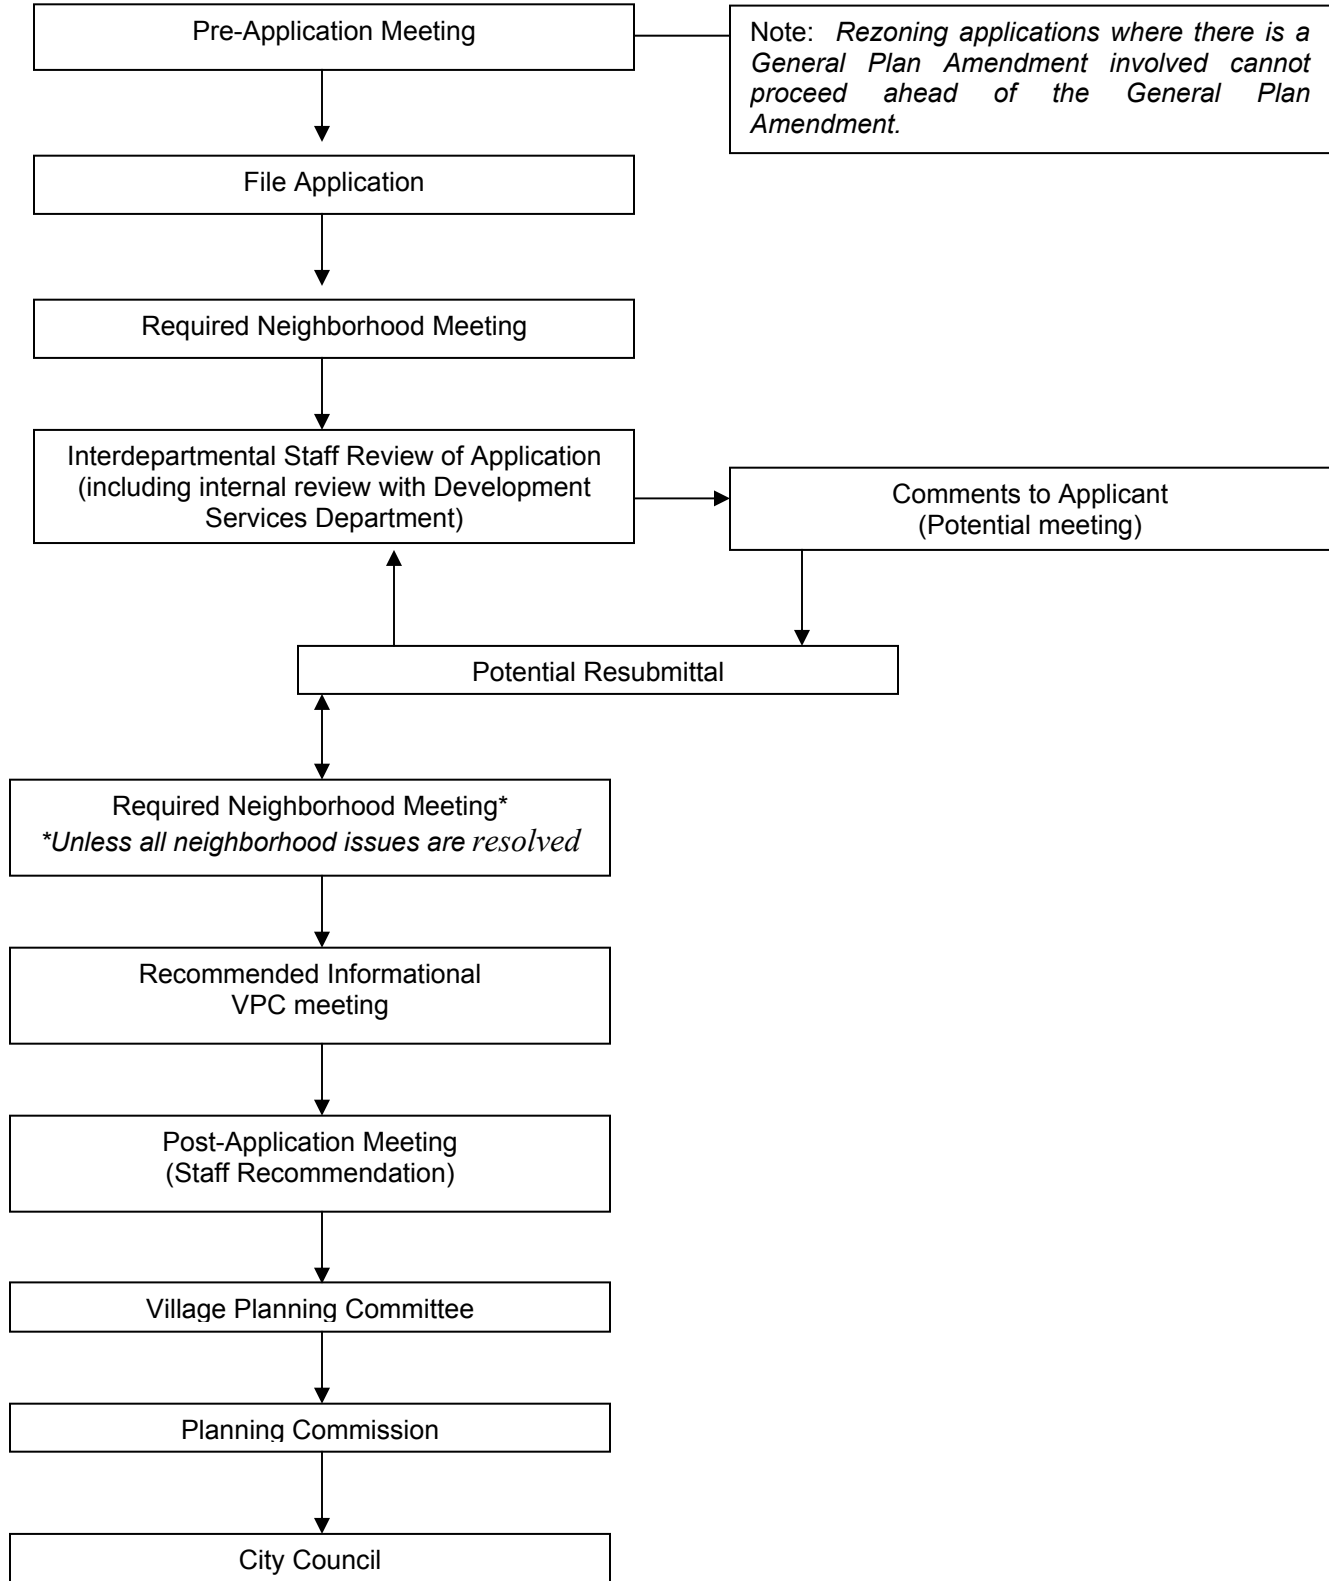 Pre-Application Meeting
Note: Rezoning applications where there is a
General Plan Amendment involved cannot
proceed ahead of the General Plan
Amendment.
File Application
Required Neighborhood Meeting
Interdepartmental Staff Review of Application
(including internal review with Development
Services Department)
Comments to Applicant
(Potential meeting)
Potential Resubmittal
Required Neighborhood Meeting*
*Unless all neighborhood issues are resolved
Recommended Informational
VPC meeting
Post-Application Meeting
(Staff Recommendation)
Village Planning Committee
Planning Commission
City Council